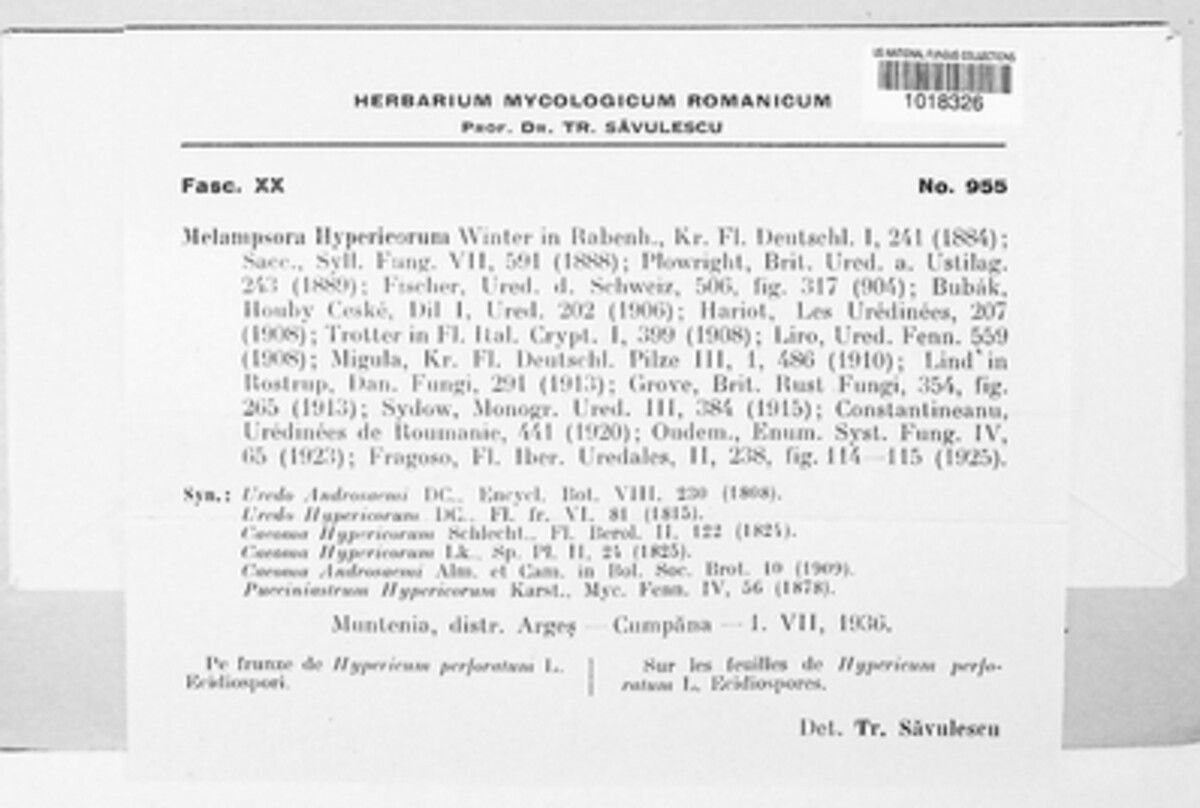 US NATIONAL FUNGUS COLLECTIONS
1018326
HERBARIUM MYCOLOGICUM ROMANICUM
PROF. DR. TR. SĂVULESCU
Fasc. XX No. 955
Melampsora Hypericorum Winter in Rabenh., Kr. Fl. Deutschl. I, 241 (1884);
Sacc., Syll. Fung. VII, 591 (1888); Plowright, Brit. Ured. a. Ustilag.
243 (1889); Fischer, Ured. d. Schweiz, 506, fig. 317 (904); Bubák,
Houby Ceské, Dil I, Ured. 202 (1906); Hariot, Les Urédinées, 207
(1908); Trotter in Fl. Ital. Crypt. I, 399 (1908); Liro, Ured. Fenn. 559
(1908); Migula, Kr. Fl. Deutschl. Pilze III, 1, 486 (1910); Lind in
Rostrup, Dan. Fungi, 291 (1913); Grove, Brit. Rust Fungi, 354, fig.
265 (1913); Sydow, Monogr. Ured. III, 384 (1915); Constantineanu,
Urédinées de Roumanie, 441 (1920); Oudem., Enum. Syst. Fung. IV,
65 (1923); Fragoso, Fl. Iber. Uredales, II, 238, fig. 114—115 (1925).
Syn.: Uredo Androsaemi DC., Encycl. Bot. VIII, 230 (1808).
Uredo Hypericorum DC., Fl. fr. VI, 81 (1815).
Caeoma Hypericorum Schlecht., Fl. Berol. II, 122 (1824).
Caeoma Hypericorum Lk., Sp. Pl. II, 24 (1825).
Caeoma Androsaemi Alm. et Cam. in Bol. Soc. Brot. 10 (1909).
Pucciniastrum Hypericorum Karst., Myc. Fenn. IV, 56 (1878).
Muntenia, distr. Argeș — Cumpăna — 1. VII, 1936.
Pe frunze de Hypericum perforatum L.
Ecidiospori.
Sur les feuilles de Hypericum perfo-
ratum L. Ecidiospores.
Det. Tr. Săvulescu